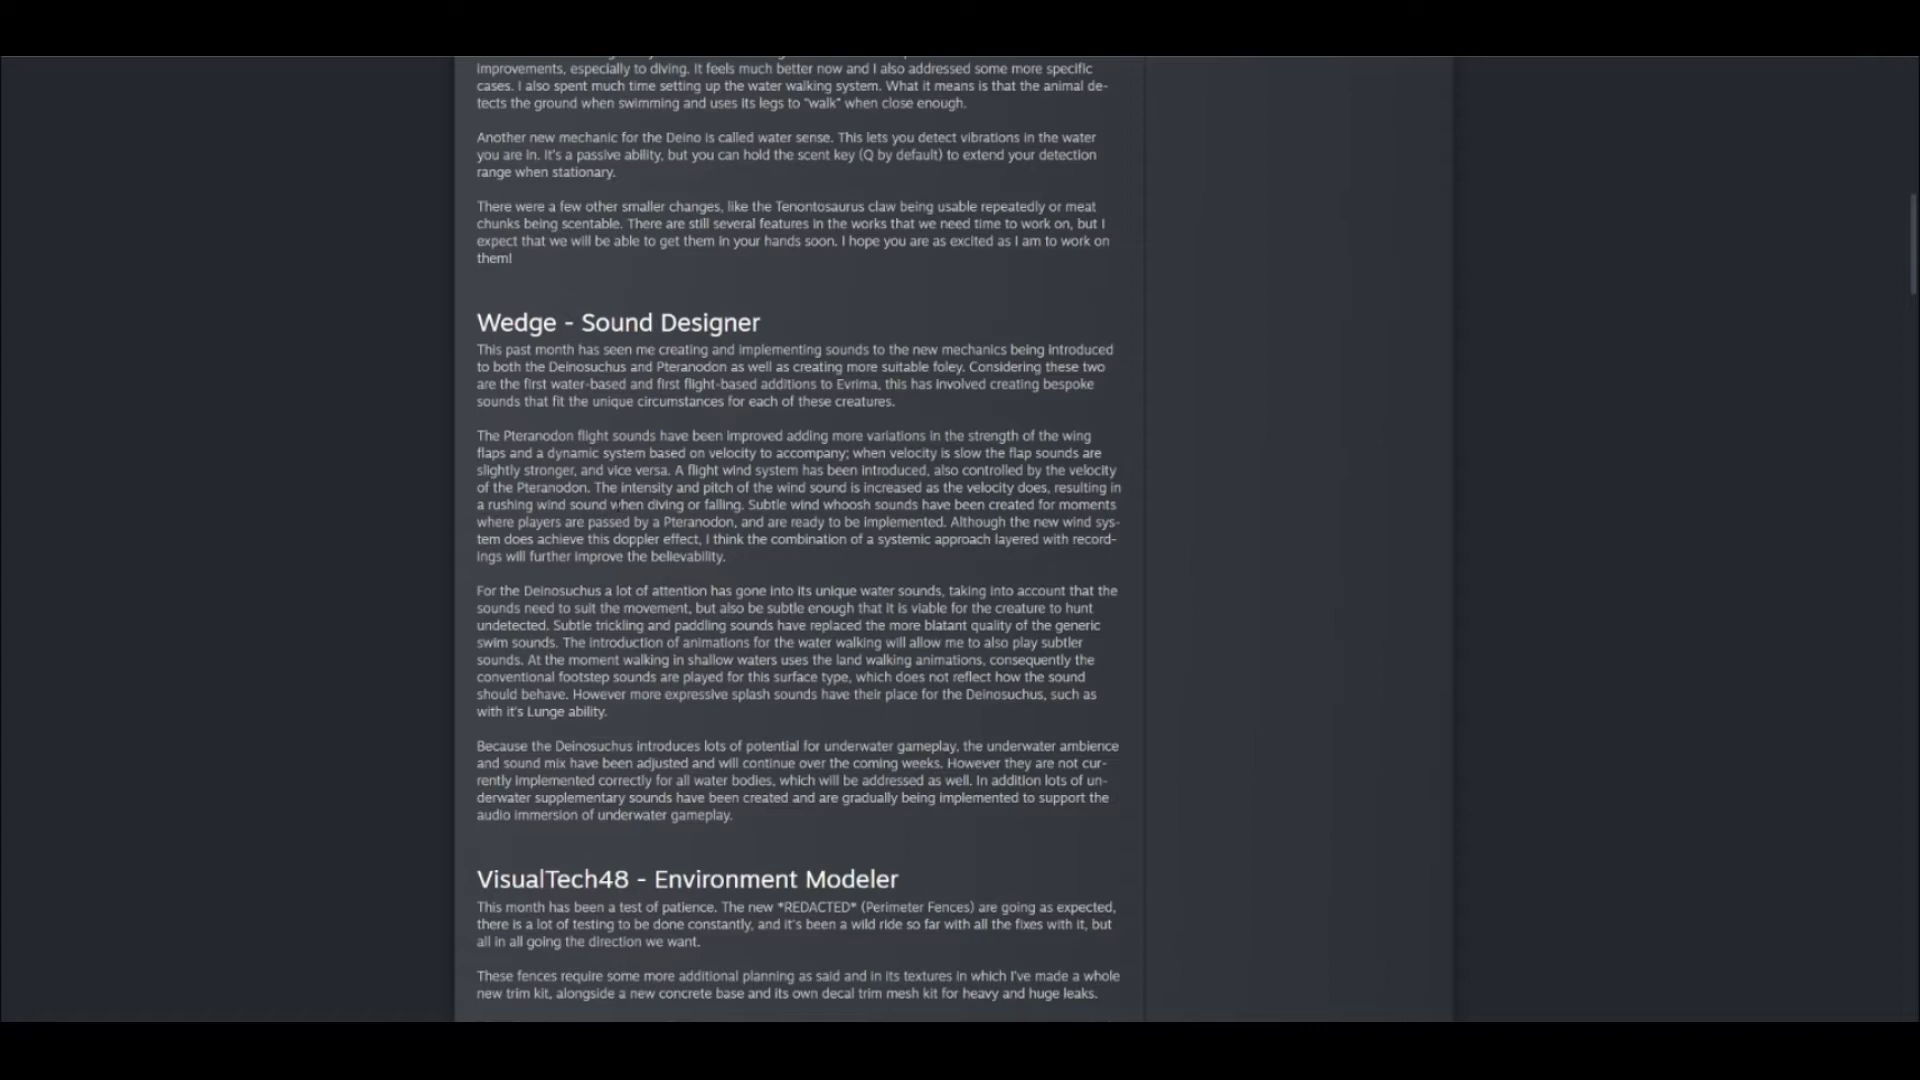 improvements, especially to diving. It feels much better now and I also addressed some more specific
cases. I also spent much time setting up the water walking system. What it means is that the animal de-
tects the ground when swimming and uses its legs to "walk" when close enough.
Another new mechanic for the Deino is called water sense. This lets you detect vibrations in the water
you are in. It's a passive ability, but you can hold the scent key (Q by default) to extend your detection
range when stationary.
There were a few other smaller changes, like the Tenontosaurus claw being usable repeatedly or meat
chunks being scentable. There are still several features in the works that we need time to work on, but I
expect that we will be able to get them in your hands soon. I hope you are as excited as I am to work on
them!
Wedge - Sound Designer
This past month has seen me creating and implementing sounds to the new mechanics being introduced
to both the Deinosuchus and Pteranodon as well as creating more suitable foley. Considering these two
are the first water-based and first flight-based additions to Evrima, this has involved creating bespoke
sounds that fit the unique circumstances for each of these creatures.
The Pteranodon flight sounds have been improved adding more variations in the strength of the wing
flaps and a dynamic system based on velocity to accompany; when velocity is slow the flap sounds are
slightly stronger, and vice versa. A flight wind system has been introduced, also controlled by the velocity
of the Pteranodon. The intensity and pitch of the wind sound is increased as the velocity does, resulting in
a rushing wind sound when diving or falling. Subtle wind whoosh sounds have been created for moments
where players are passed by a Pteranodon, and are ready to be implemented. Although the new wind sys-
tem does achieve this doppler effect, I think the combination of a systemic approach layered with record-
ings will further improve the believability.
For the Deinosuchus a lot of attention has gone into its unique water sounds, taking into account that the
sounds need to suit the movement, but also be subtle enough that it is viable for the creature to hunt
undetected. Subtle trickling and paddling sounds have replaced the more blatant quality of the generic
swim sounds. The introduction of animations for the water walking will allow me to also play subtler
sounds. At the moment walking in shallow waters uses the land walking animations, consequently the
conventional footstep sounds are played for this surface type, which does not reflect how the sound
should behave. However more expressive splash sounds have their place for the Deinosuchus, such as
with it's Lunge ability.
Because the Deinosuchus introduces lots of potential for underwater gameplay, the underwater ambience
and sound mix have been adjusted and will continue over the coming weeks. However they are not cur-
rently implemented correctly for all water bodies, which will be addressed as well. In addition lots of un-
derwater supplementary sounds have been created and are gradually being implemented to support the
audio immersion of underwater gameplay.
VisualTech48 - Environment Modeler
This month has been a test of patience. The new *REDACTED* (Perimeter Fences) are going as expected,
there is a lot of testing to be done constantly, and it's been a wild ride so far with all the fixes with it, but
all in all going the direction we want.
These fences require some more additional planning as said and in its textures in which I've made a whole
new trim kit, alongside a new concrete base and its own decal trim mesh kit for heavy and huge leaks.